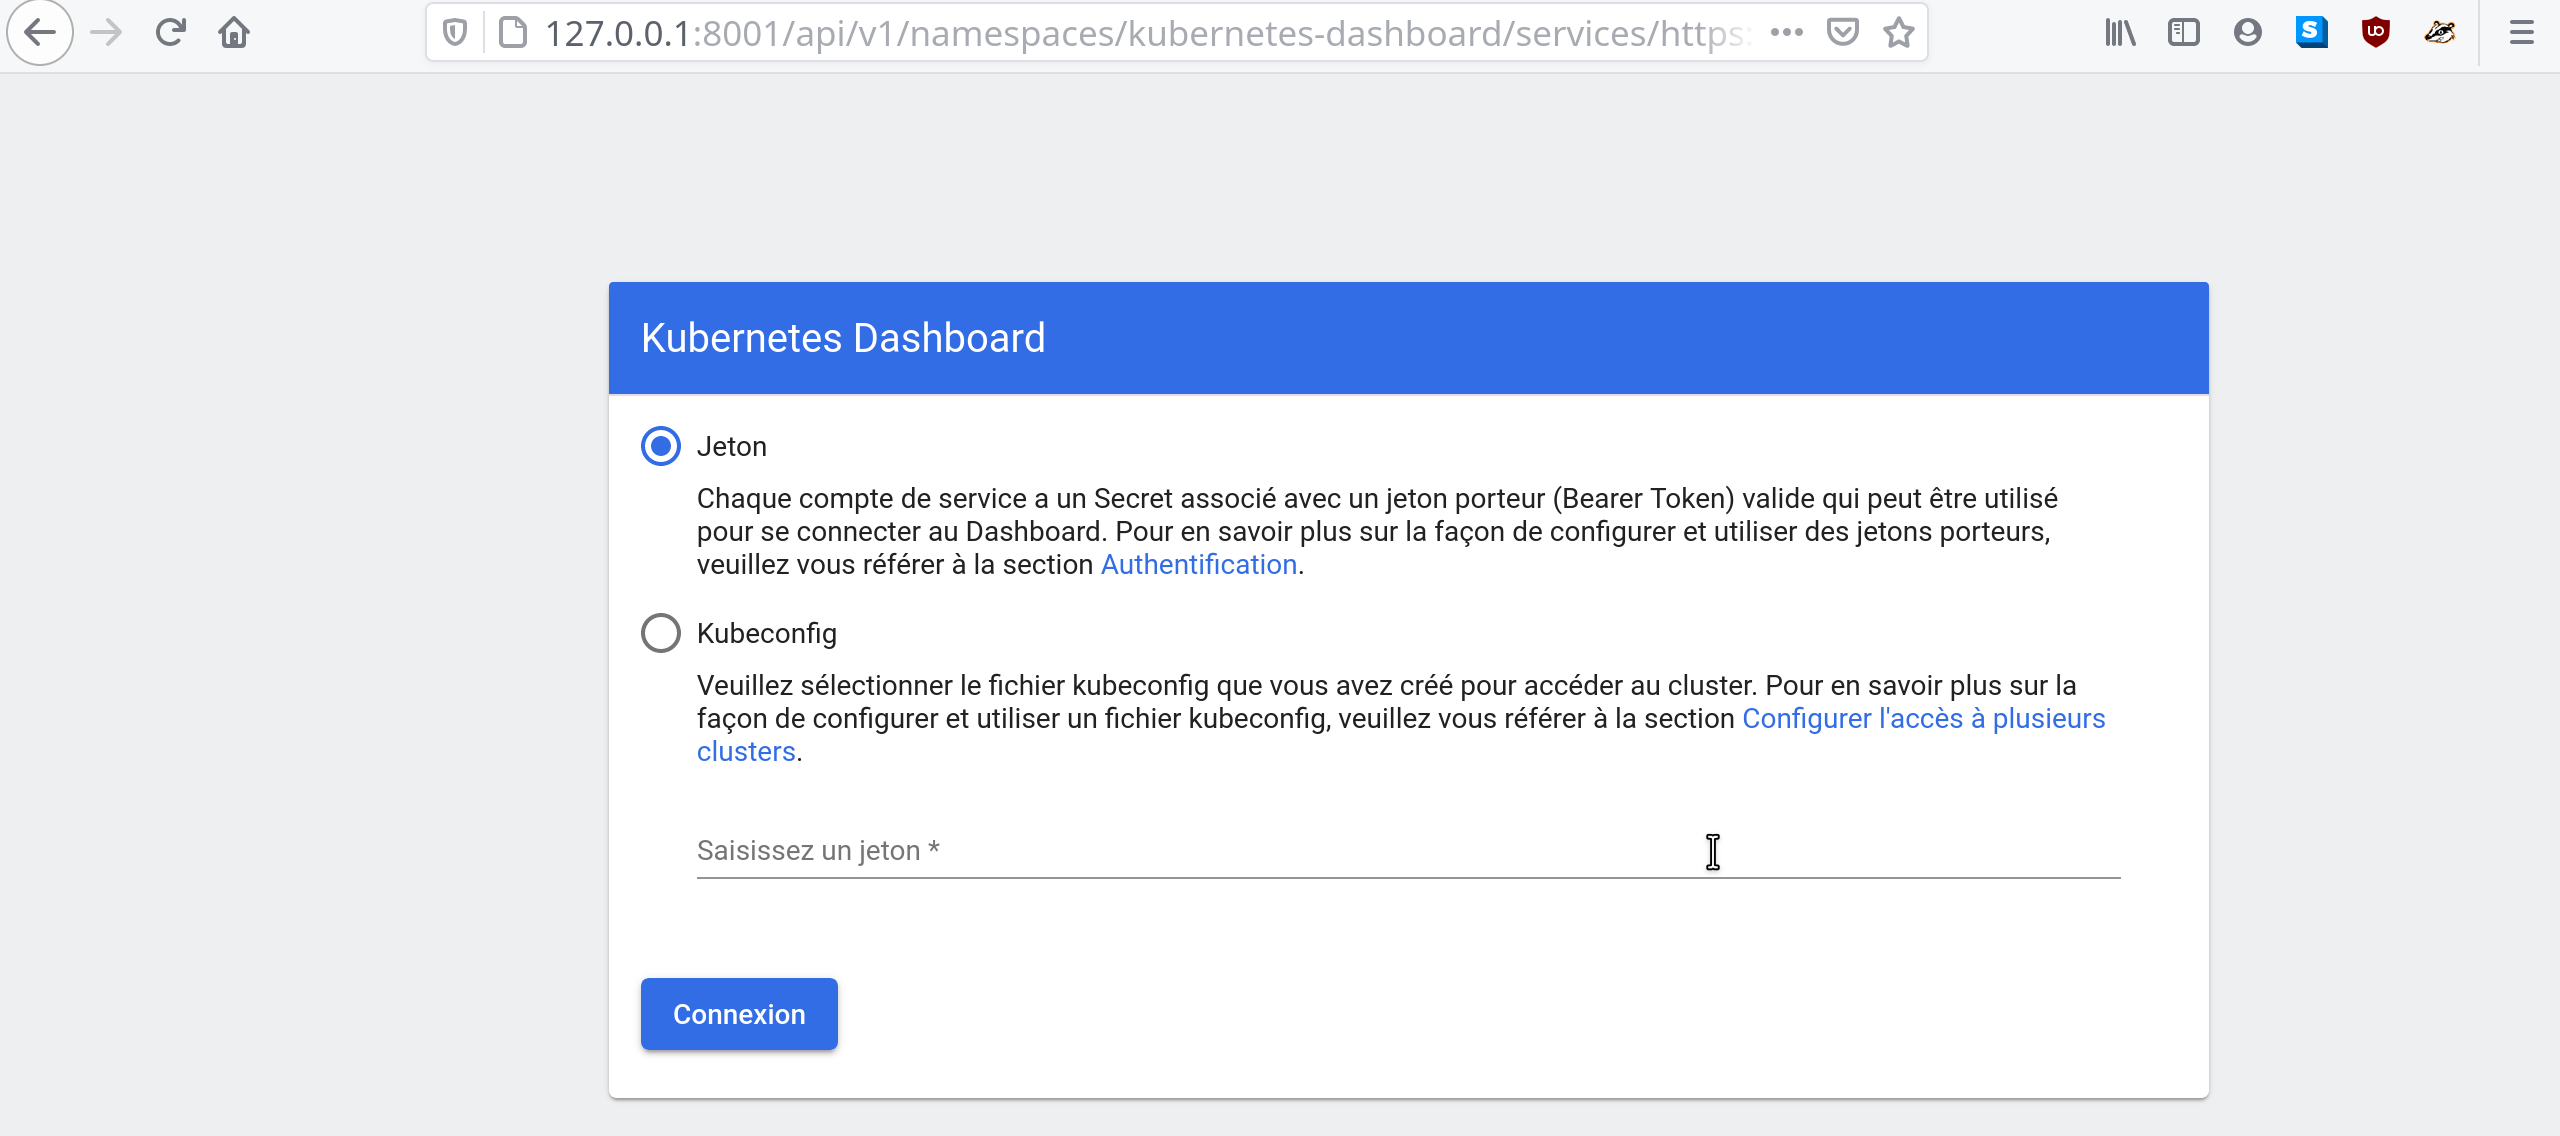 127.0.0.1:8001/api/v1/namespaces/kubernetes-dashboard/services/https:
Kubernetes Dashboard
Jeton
Chaque compte de service a un Secret associé avec un jeton porteur (Bearer Token) valide qui peut être utilisé
pour se connecter au Dashboard. Pour en savoir plus sur la façon de configurer et utiliser des jetons porteurs,
veuillez vous référer à la section Authentification.
Kubeconfig
Veuillez sélectionner le fichier kubeconfig que vous avez créé pour accéder au cluster. Pour en savoir plus sur la
façon de configurer et utiliser un fichier kubeconfig, veuillez vous référer à la section Configurer l'accès à plusieurs
clusters.
Saisissez un jeton *
Connexion